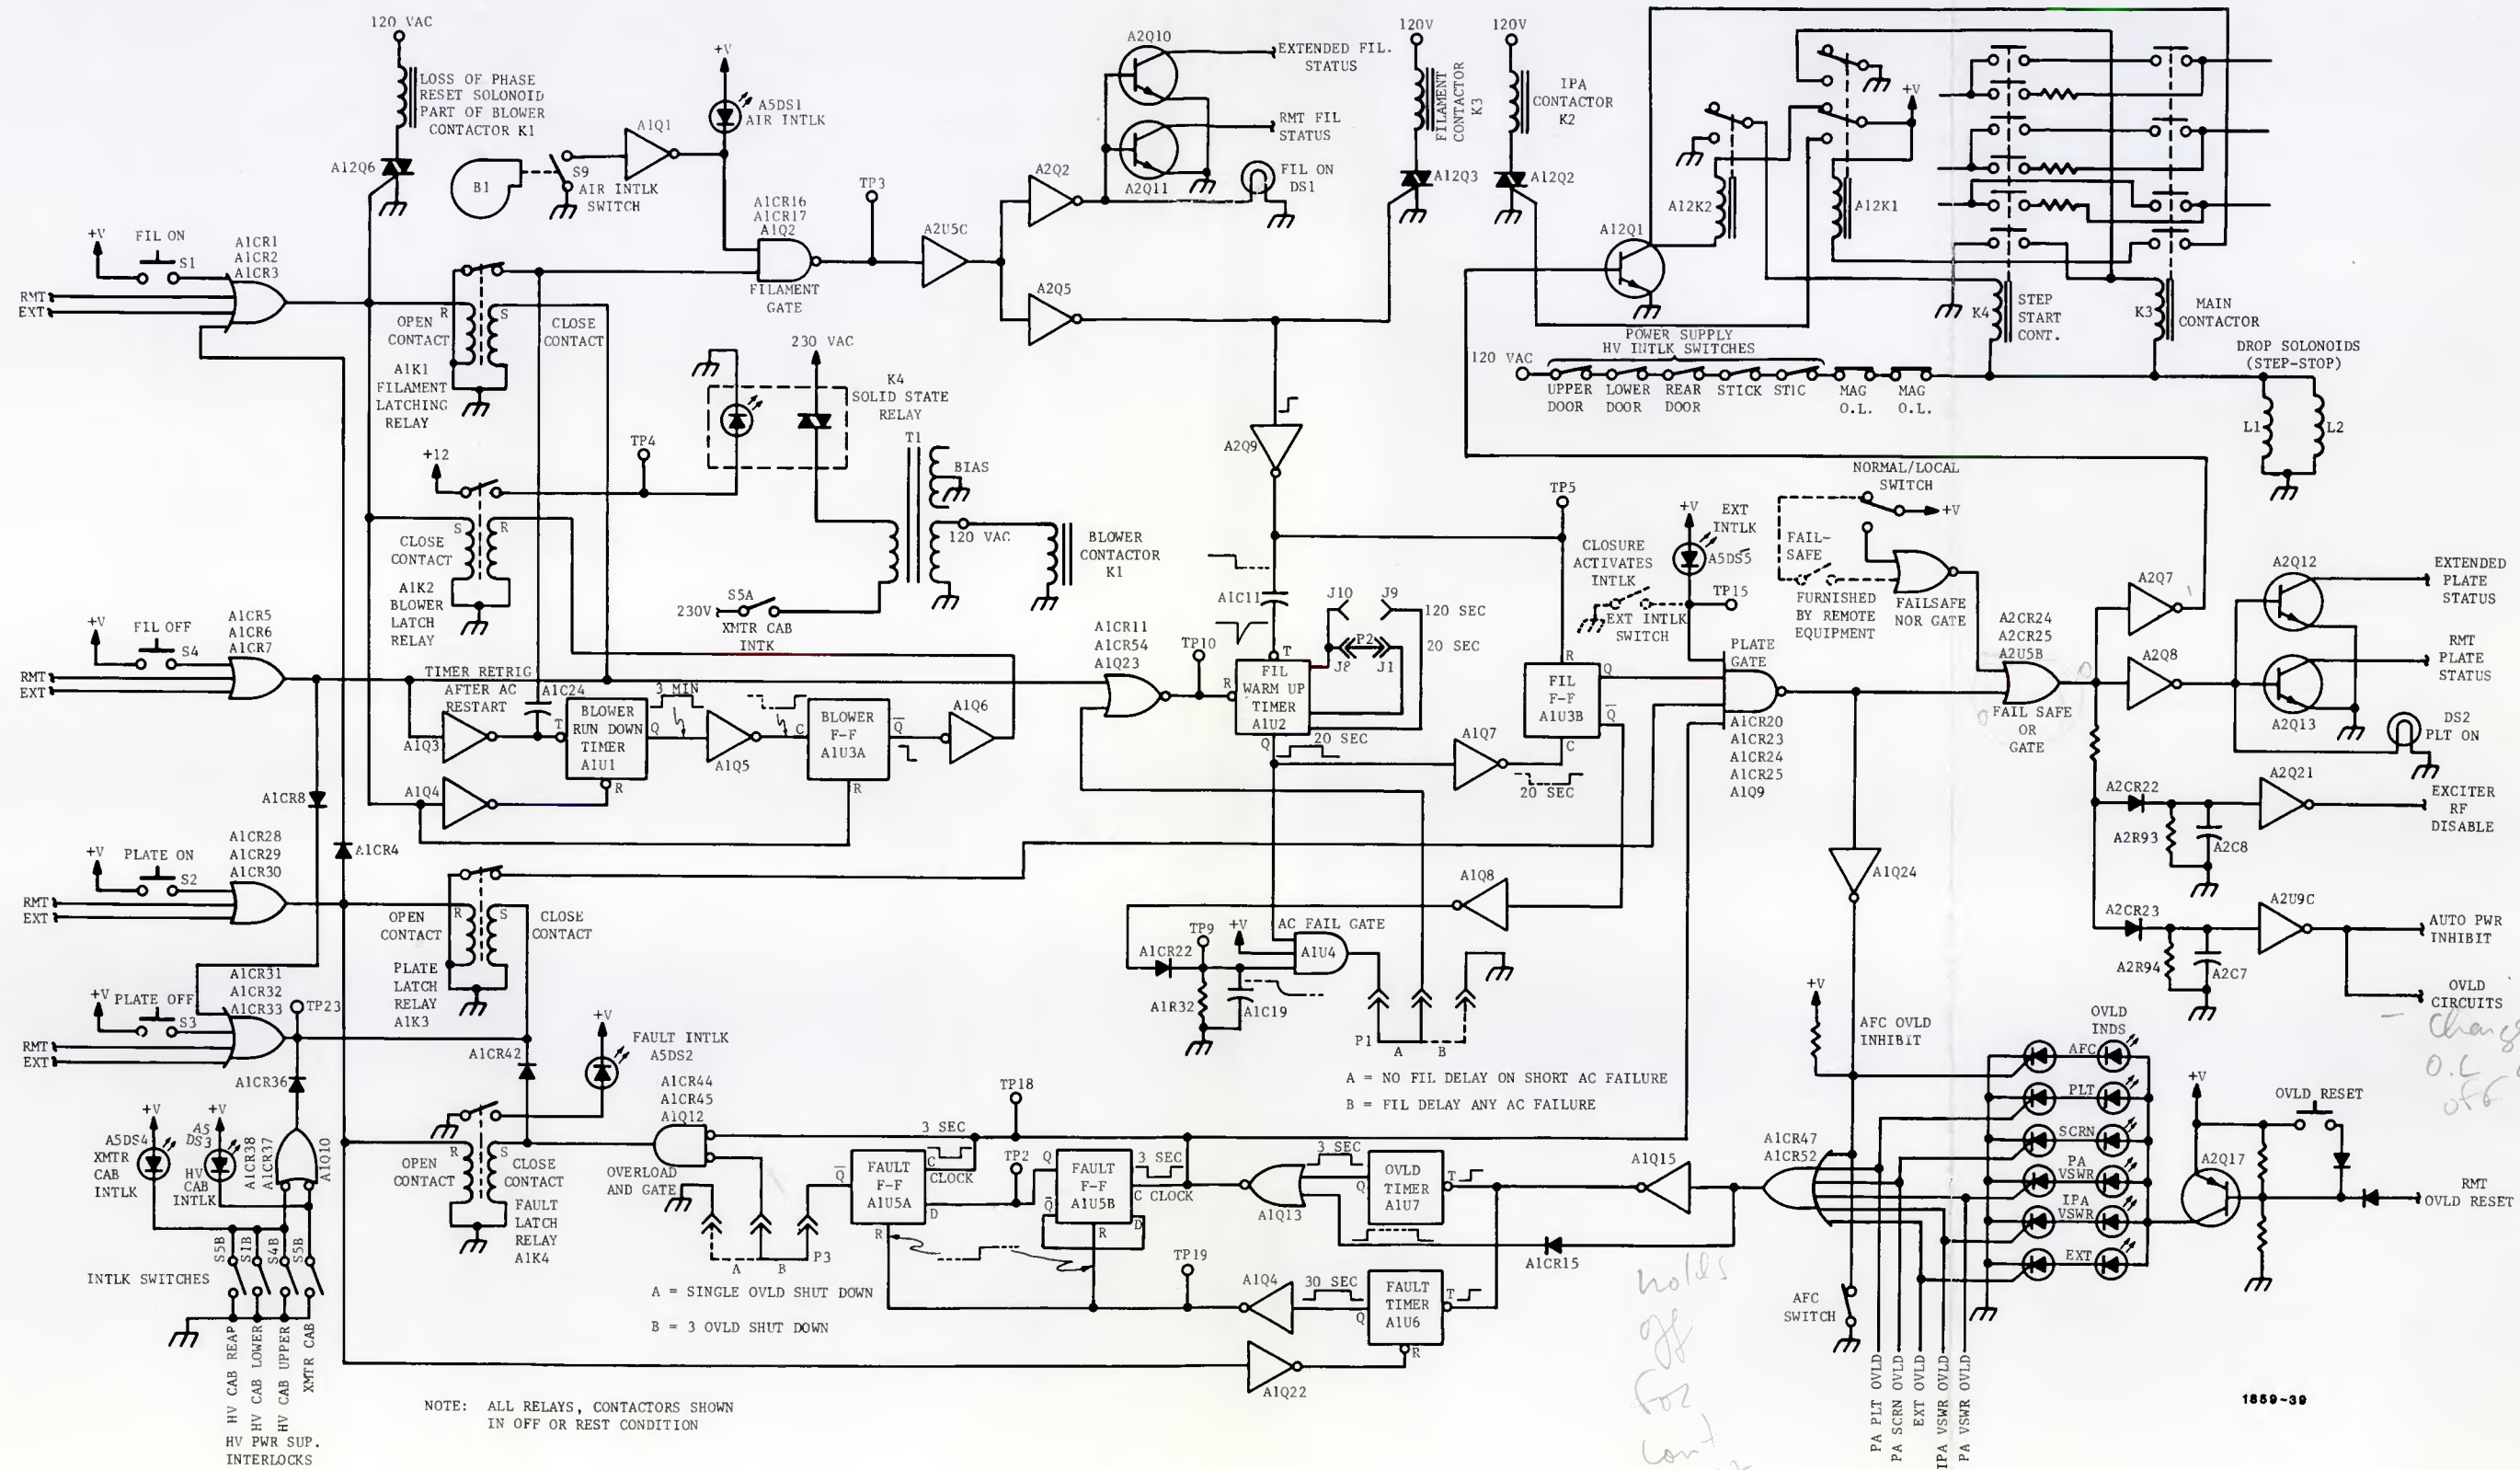 120 VAC
LOSS OF PHASE
RESET SOLONOID
PART OF BLOWER
CONTACTOR K1
A12Q6
+V
A5DS1
AIR INTLK
A1Q1
B1
S9
AIR INTLK
SWITCH
A2Q10
EXTENDED FIL.
STATUS
RMT FIL
STATUS
A2Q11
A2Q2
FIL ON
DS1
120V
FILAMENT
CONTACTOR
K3
A12Q3
120V
IPA
CONTACTOR
K2
A12Q2
A12Q1
A12K2
A12K1
+V
K4
STEP
START
CONT.
K3
MAIN
CONTACTOR
DROP SOLONOIDS
(STEP-STOP)
L1
L2
POWER SUPPLY
HV INTLK SWITCHES
120 VAC
UPPER
DOOR
LOWER
DOOR
REAR
DOOR
STICK
STIC
MAG
O.L.
MAG
O.L.
+V
FIL ON
S1
A1CR1
A1CR2
A1CR3
RMT
EXT
OPEN
CONTACT
R
S
CLOSE
CONTACT
A1K1
FILAMENT
LATCHING
RELAY
A1CR16
A1CR17
A1Q2
FILAMENT
GATE
TP3
A2U5C
A2Q5
230 VAC
K4
SOLID STATE
RELAY
T1
BIAS
120 VAC
BLOWER
CONTACTOR
K1
TP4
+12
S
R
CLOSE
CONTACT
A1K2
BLOWER
LATCH
RELAY
230V
S5A
XMTR CAB
INTK
A2Q9
A1C11
TP5
J10
J9
120 SEC
P2
20 SEC
J8
J1
T
R
FIL
WARM UP
TIMER
A1U2
Q
20 SEC
CLOSURE
ACTIVATES
INTLK
+V
EXT
INTLK
A5DS5
TP15
EXT INTLK
SWITCH
NORMAL/LOCAL
SWITCH
+V
FAIL-
SAFE
FURNISHED
BY REMOTE
EQUIPMENT
FAILSAFE
NOR GATE
A2CR24
A2CR25
A2U5B
FAIL SAFE
OR
GATE
A2Q7
A2Q8
A2Q12
EXTENDED
PLATE
STATUS
RMT
PLATE
STATUS
A2Q13
DS2
PLT ON
+V
FIL OFF
S4
A1CR5
A1CR6
A1CR7
RMT
EXT
TIMER RETRIG
AFTER AC
RESTART
A1C24
3 MIN
A1Q3
T
BLOWER
RUN DOWN
TIMER
A1U1
Q
R
A1Q5
C
BLOWER
F-F
A1U3A
Q
R
A1Q6
A1Q4
A1CR11
A1CR54
A1Q23
TP10
A1Q7
20 SEC
R
FIL
F-F
A1U3B
Q
Q
C
PLATE
GATE
A1CR20
A1CR23
A1CR24
A1CR25
A1Q9
A2CR22
A2R93
A2C8
A2Q21
EXCITER
RF
DISABLE
A2CR23
A2R94
A2C7
A2U9C
AUTO PWR
INHIBIT
OVLD
CIRCUITS
A1CR8
A1CR4
+V
PLATE ON
S2
A1CR28
A1CR29
A1CR30
RMT
EXT
OPEN
CONTACT
R
S
CLOSE
CONTACT
PLATE
LATCH
RELAY
A1K3
A1Q8
AC FAIL GATE
TP9
+V
A1U4
A1CR22
A1R32
A1C19
P1
A
B
A = NO FIL DELAY ON SHORT AC FAILURE
B = FIL DELAY ANY AC FAILURE
A1Q24
+V
AFC OVLD
INHIBIT
+V
PLATE OFF
S3
A1CR31
A1CR32
A1CR33
TP23
RMT
EXT
A1CR36
+V
A5DS4
XMTR
CAB
INTLK
+V
A5
DS3
HV
CAB
INTLK
A1CR38
A1CR37
A1Q10
A1CR42
+V
FAULT INTLK
A5DS2
OPEN
CONTACT
R
S
CLOSE
CONTACT
FAULT
LATCH
RELAY
A1K4
A1CR44
A1CR45
A1Q12
OVERLOAD
AND GATE
3 SEC
TP18
Q
FAULT
F-F
A1U5A
C
CLOCK
D
R
TP2
Q
FAULT
F-F
A1U5B
Q
3 SEC
C CLOCK
D
R
A1Q13
3 SEC
OVLD
TIMER
A1U7
Q
T
A1Q15
A1CR47
A1CR52
A1CR15
A
B
P3
A = SINGLE OVLD SHUT DOWN
B = 3 OVLD SHUT DOWN
TP19
A1Q4
30 SEC
FAULT
TIMER
A1U6
Q
T
R
A1Q22
OVLD
INDS
AFC
PLT
SCRN
PA
VSWR
IPA
VSWR
EXT
+V
OVLD RESET
A2Q17
RMT
OVLD RESET
AFC
SWITCH
PA PLT OVLD
PA SCRN OVLD
EXT OVLD
IPA VSWR OVLD
PA VSWR OVLD
INTLK SWITCHES
S5B
S1B
S4B
S5B
HV CAB REAP
HV CAB LOWER
HV CAB UPPER
XMTR CAB
HV PWR SUP.
INTERLOCKS
NOTE: ALL RELAYS, CONTACTORS SHOWN
IN OFF OR REST CONDITION
holds
off
For
O.L
off
1859-39